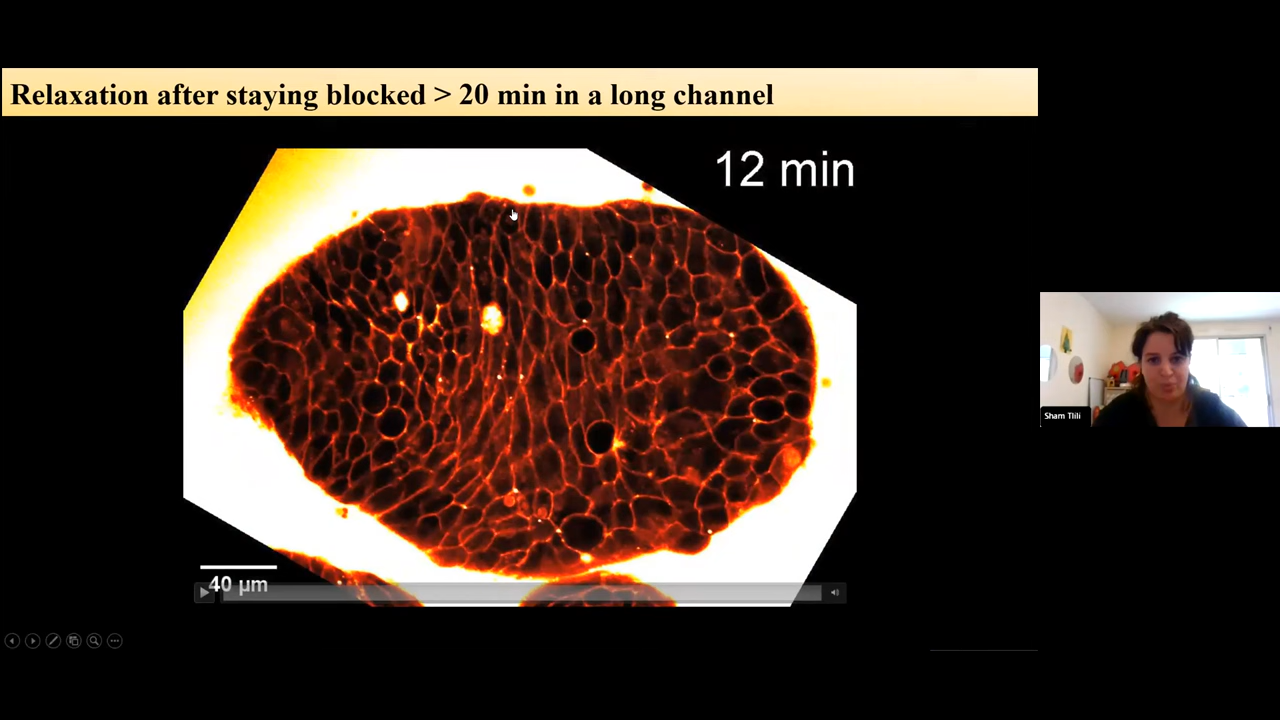 Relaxation after staying blocked > 20 min in a long channel
12 min
40 μm
Sham Tlili